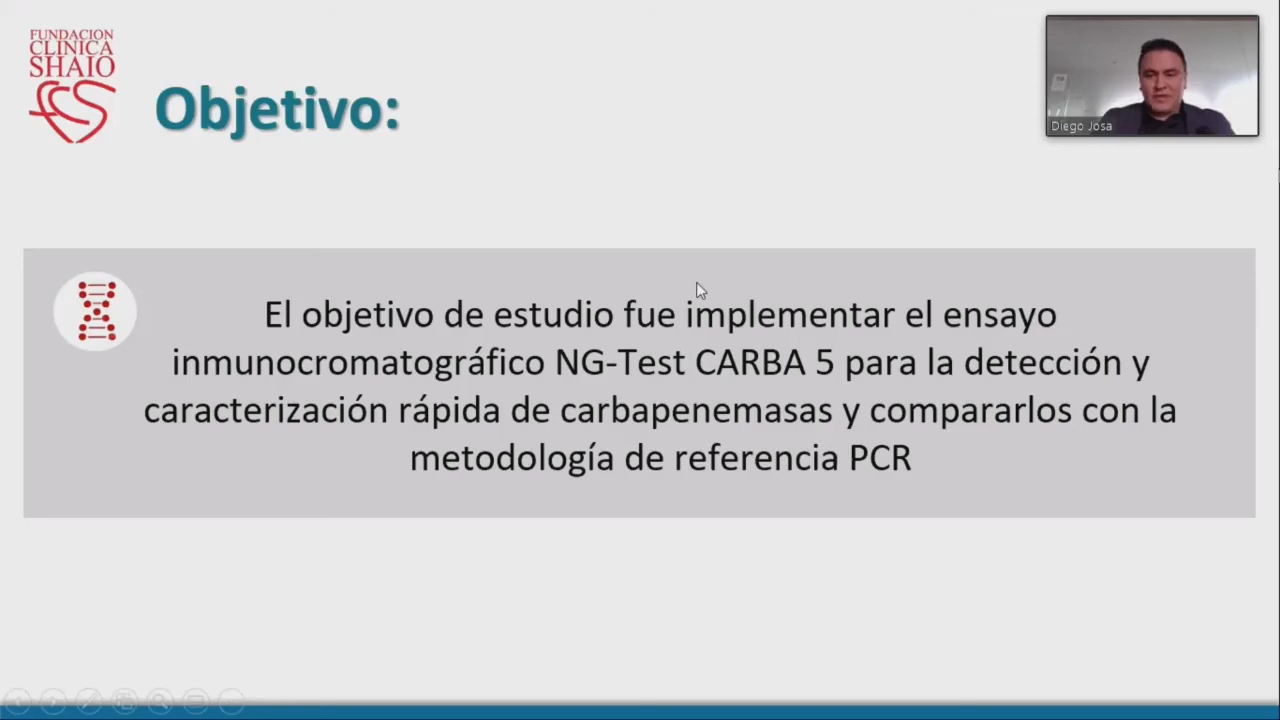 FUNDACION
CLINICA
SHAIO
Objetivo:
Diego Josa
El objetivo de estudio fue implementar el ensayo
inmunocromatográfico NG-Test CARBA 5 para la detección y
caracterización rápida de carbapenemasas y compararlos con la
metodología de referencia PCR